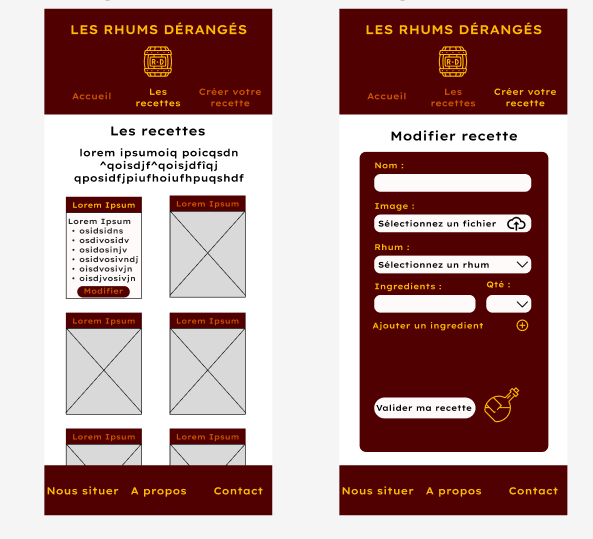 LES RHUMS DÉRANGÉS
R·D
Accueil
Les
recettes
Créer votre
recette
Les recettes
lorem ipsumoiq poicqsdn
^qoisdjf^qoisjdfîqj
qposidfjpiufhoiufhpuqshdf
Lorem Ipsum
Lorem Ipsum
• osidsidns
• osdivosidv
• osidosinjv
• osidvosivndj
• oisdvosivjn
• oisdjvosivjn
Modifier
Lorem Ipsum
Lorem Ipsum
Lorem Ipsum
Lorem Ipsum
Lorem Ipsum
Nous situer A propos Contact
LES RHUMS DÉRANGÉS
R·D
Accueil
Les
recettes
Créer votre
recette
Modifier recette
Nom :
Image :
Sélectionnez un fichier
Rhum :
Sélectionnez un rhum
Ingredients : Qté :
Ajouter un ingredient
Valider ma recette
Nous situer A propos Contact